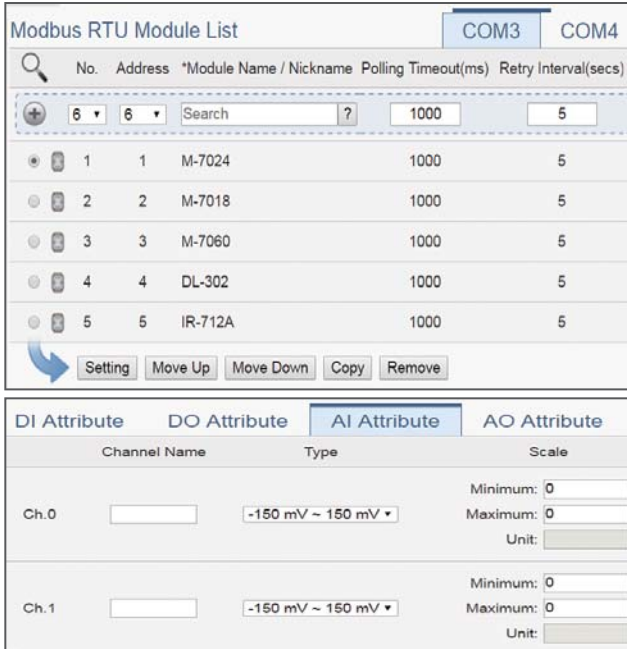 Modbus RTU Module List COM3 COM4
No. Address *Module Name / Nickname Polling Timeout(ms) Retry Interval(secs)
6 6 Search ? 1000 5
1 1 M-7024 1000 5
2 2 M-7018 1000 5
3 3 M-7060 1000 5
4 4 DL-302 1000 5
5 5 IR-712A 1000 5
Setting Move Up Move Down Copy Remove
DI Attribute DO Attribute AI Attribute AO Attribute
Channel Name Type Scale
Minimum: 0
Ch.0 -150 mV ~ 150 mV Maximum: 0
Unit:
Minimum: 0
Ch.1 -150 mV ~ 150 mV Maximum: 0
Unit: